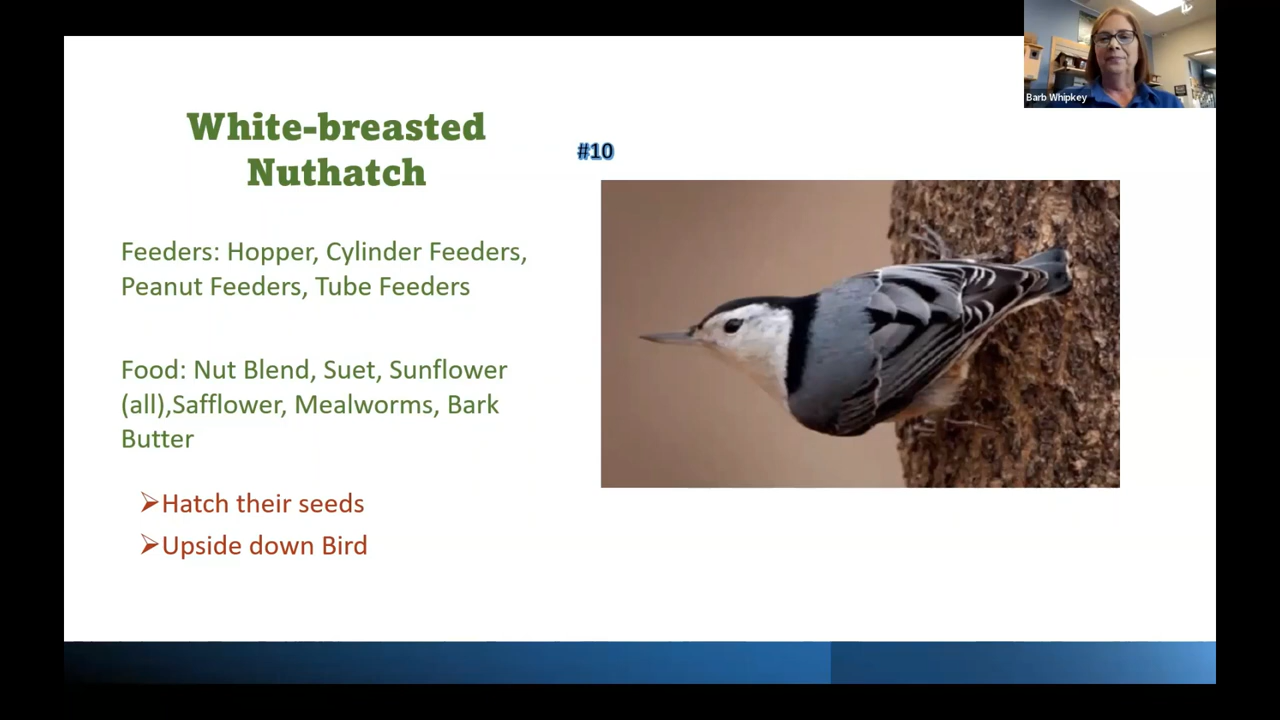 White-breasted
Nuthatch
#10
Feeders: Hopper, Cylinder Feeders,
Peanut Feeders, Tube Feeders
Food: Nut Blend, Suet, Sunflower
(all),Safflower, Mealworms, Bark
Butter
➢Hatch their seeds
➢Upside down Bird
Barb Whipkey